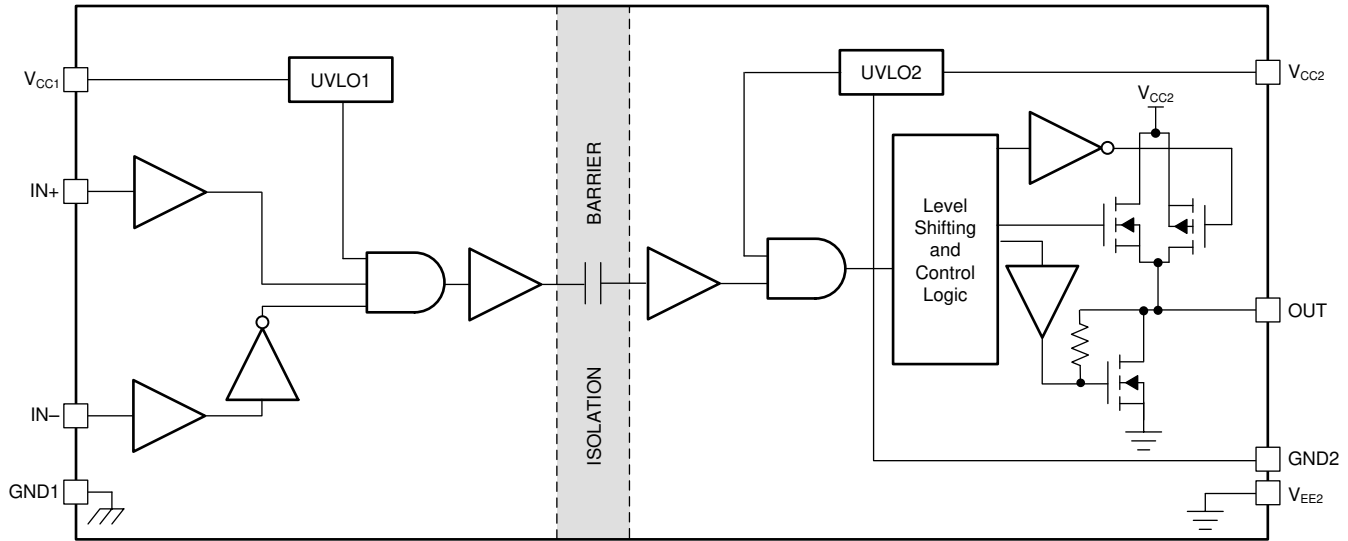 VCC1
UVLO1
UVLO2
VCC2
VCC2
IN+
BARRIER
Level
Shifting
and
Control
Logic
OUT
IN−
ISOLATION
GND2
GND1
VEE2